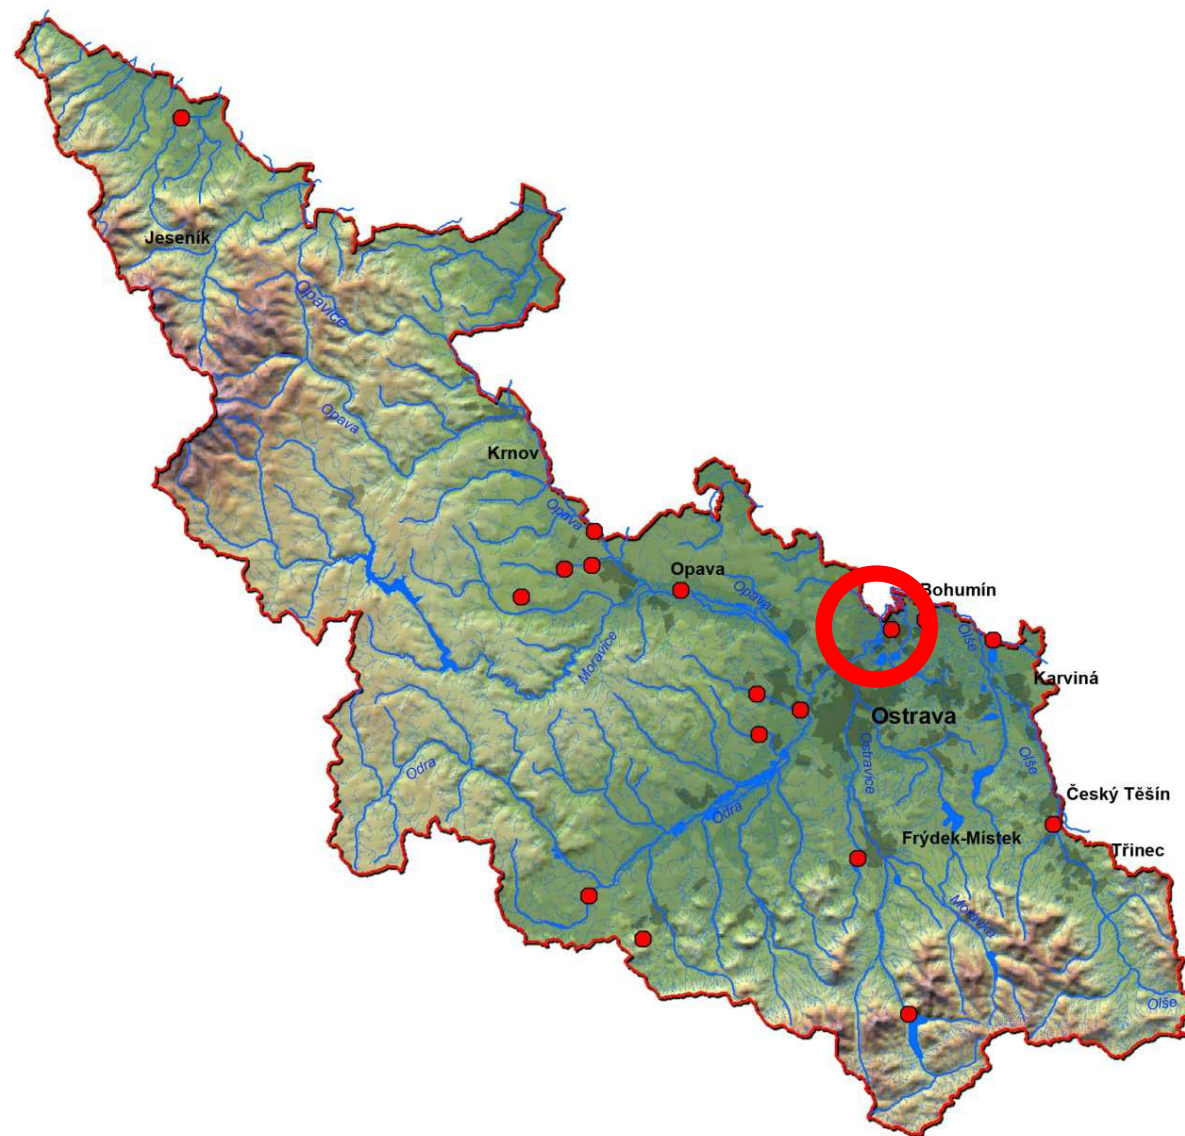 Jeseník
Opavice
Opava
Krnov
Opava
Opava
Opava
Bohumín
Olše
Moravice
Karviná
Ostrava
Ostravice
Olše
Odra
Český Těšín
Odra
Frýdek-Místek
Třinec
Morávka
Olše